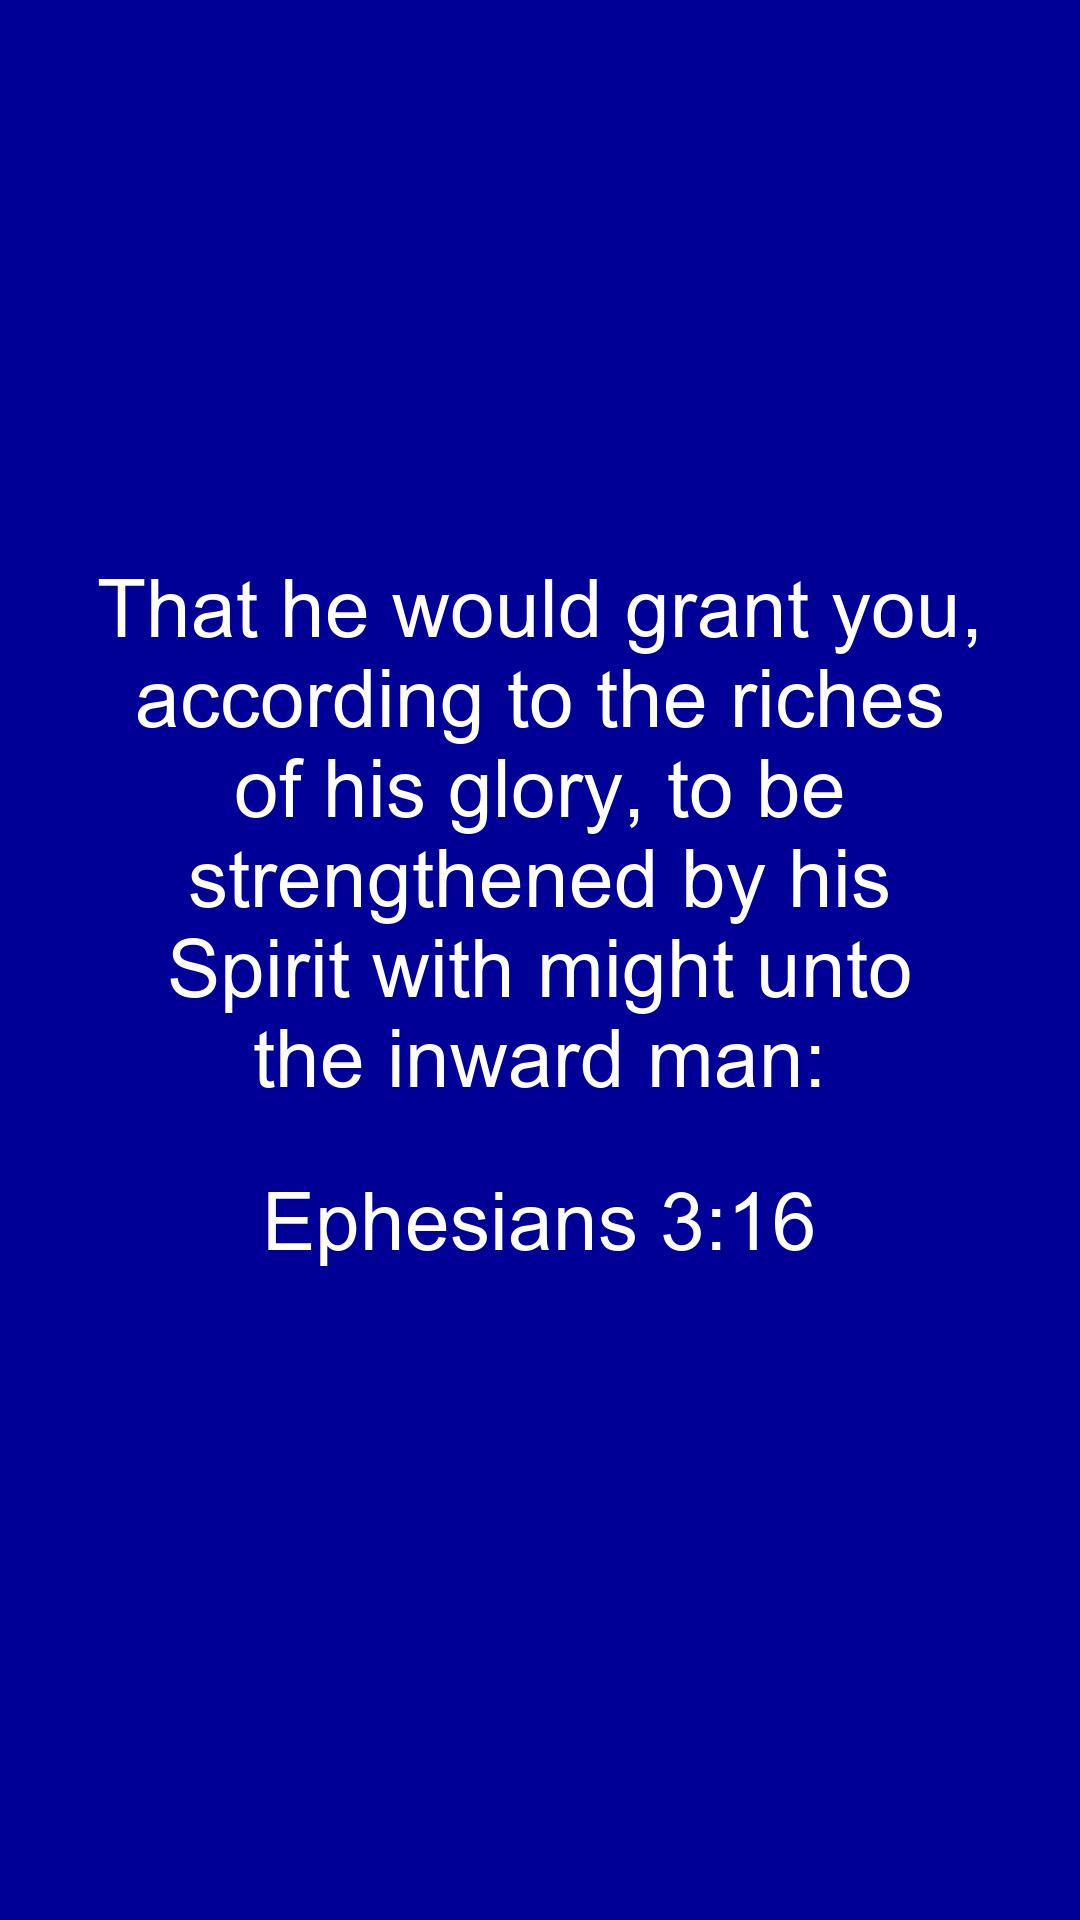 That he would grant you,
according to the riches
of his glory, to be
strengthened by his
Spirit with might unto
the inward man:
Ephesians 3:16